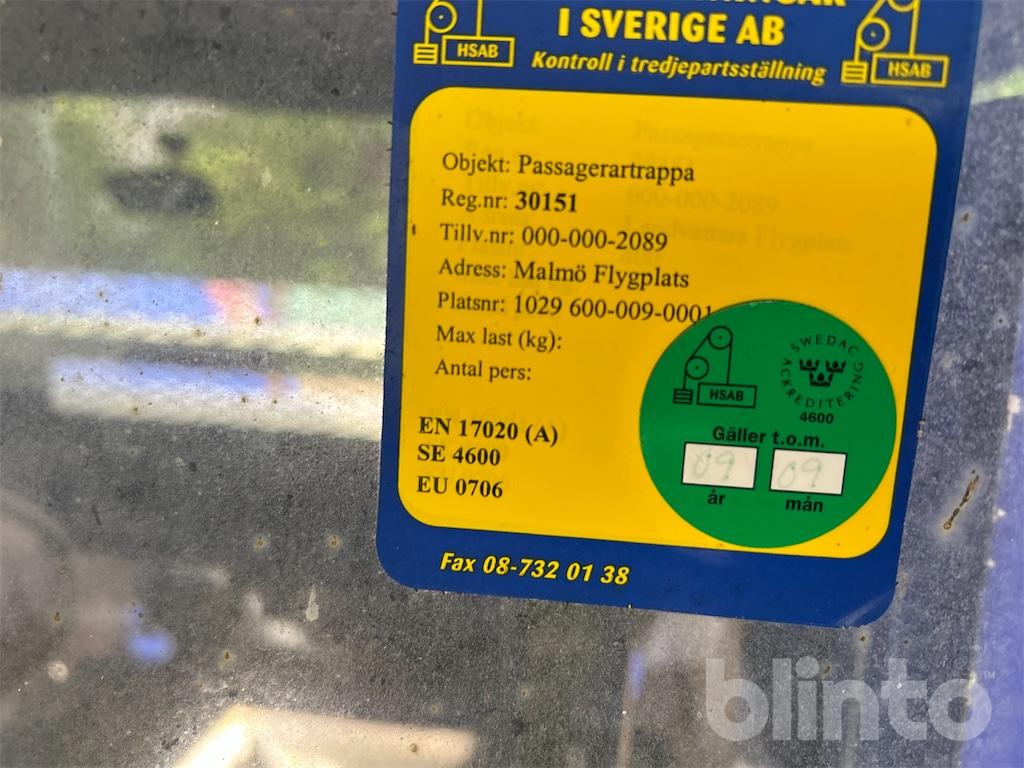 I SVERIGE AB
Kontroll i tredjepartsställning
HSAB
HSAB
Objekt: Passagerartrappa
Reg.nr: 30151
Tillv.nr: 000-000-2089
Adress: Malmö Flygplats
Platsnr: 1029 600-009-0001
Max last (kg):
Antal pers:
EN 17020 (A)
SE 4600
EU 0706
HSAB
SWEDAC
ACKREDITERING
4600
Gäller t.o.m.
09 09
år mån
Fax 08-732 01 38
blinto™